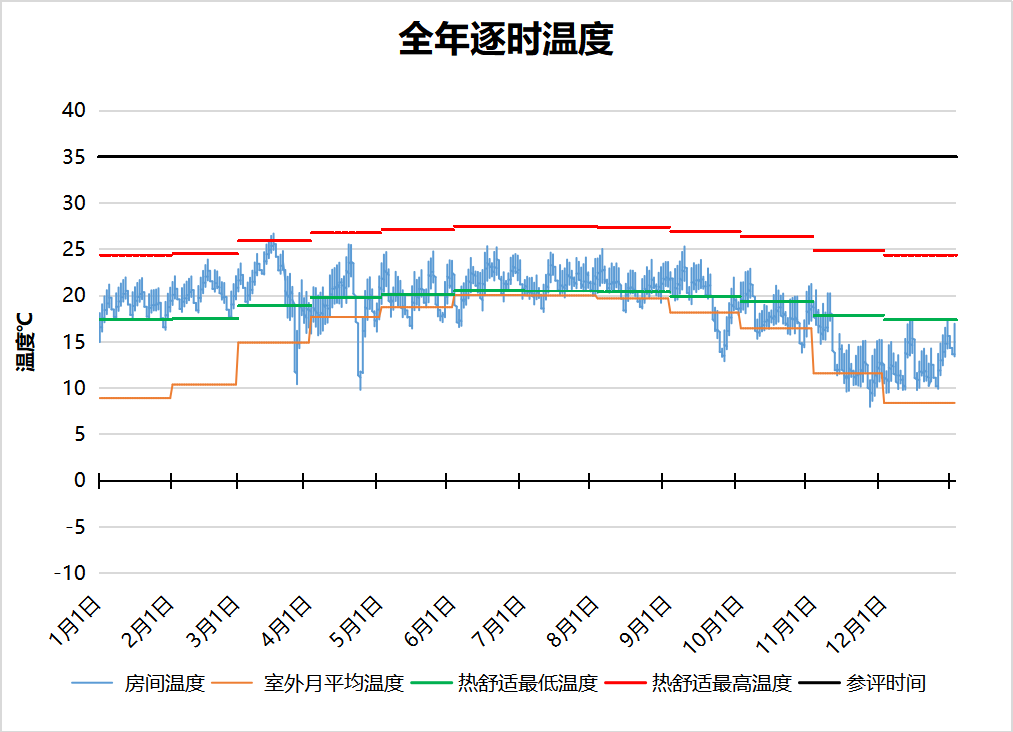 全年逐时温度
40
35
30
25
20
15
10
5
0
-5
-10
温度℃
1月1日
2月1日
3月1日
4月1日
5月1日
6月1日
7月1日
8月1日
9月1日
10月1日
11月1日
12月1日
房间温度 室外月平均温度 热舒适最低温度 热舒适最高温度 参评时间